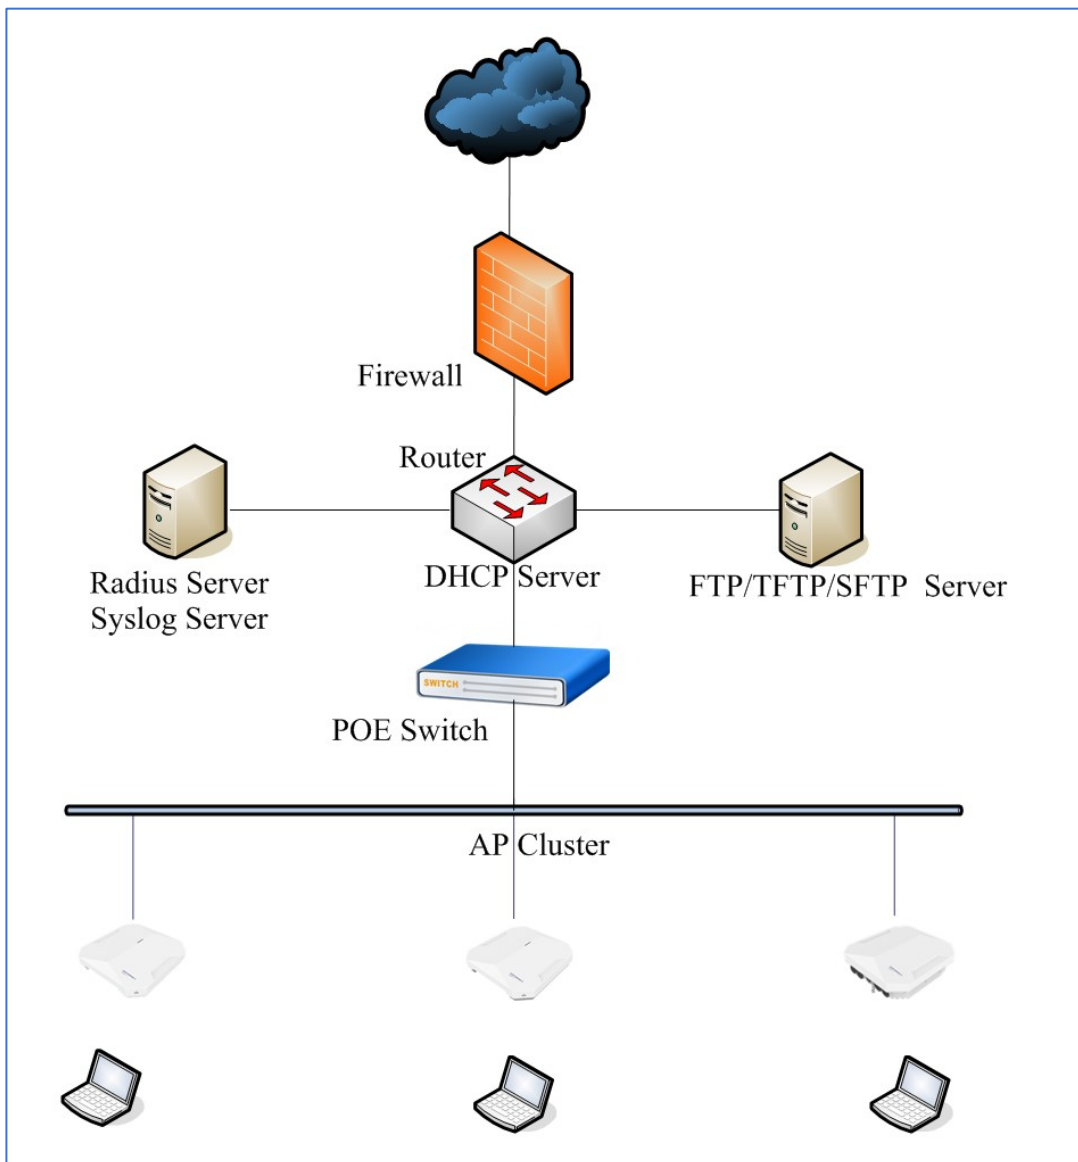 Firewall
Router
DHCP Server
Radius Server
Syslog Server
FTP/TFTP/SFTP Server
SWITCH
POE Switch
AP Cluster